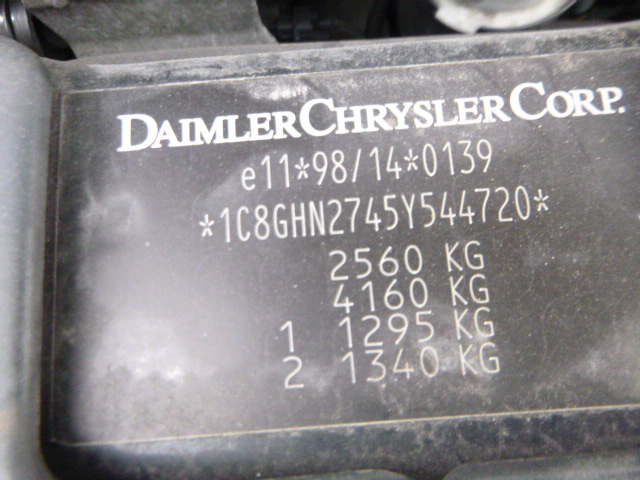 DAIMLERCHRYSLER CORP.
e11*98/14*0139
*1C8GHN2745Y544720*
2560 KG
4160 KG
1 1295 KG
2 1340 KG